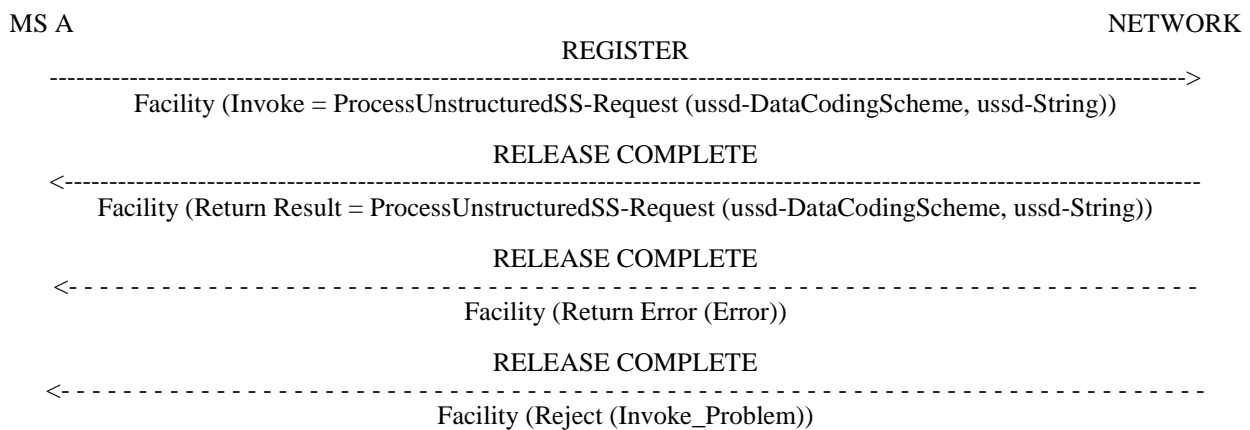 MS A NETWORK
REGISTER
Facility (Invoke = ProcessUnstructuredSS-Request (ussd-DataCodingScheme, ussd-String))
RELEASE COMPLETE
Facility (Return Result = ProcessUnstructuredSS-Request (ussd-DataCodingScheme, ussd-String))
RELEASE COMPLETE
Facility (Return Error (Error))
RELEASE COMPLETE
Facility (Reject (Invoke_Problem))